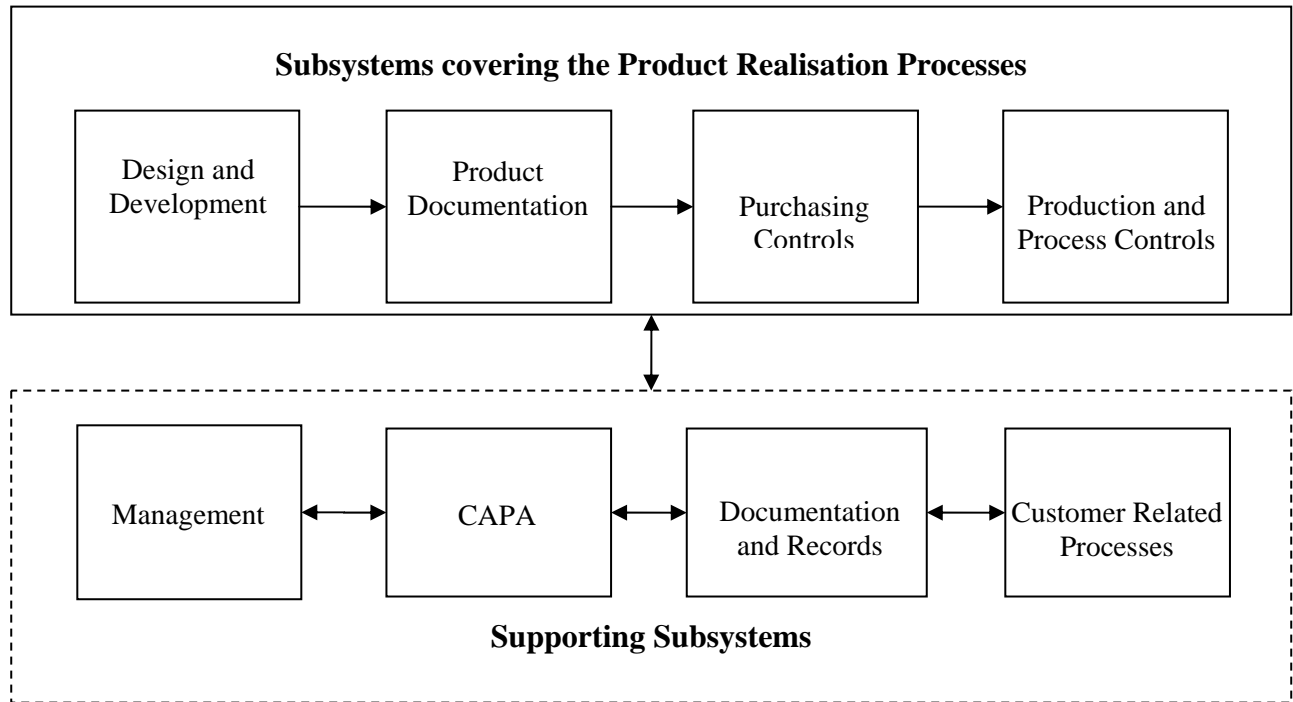 Subsystems covering the Product Realisation Processes
Design and
Development
Product
Documentation
Purchasing
Controls
Production and
Process Controls
Management
CAPA
Documentation
and Records
Customer Related
Processes
Supporting Subsystems